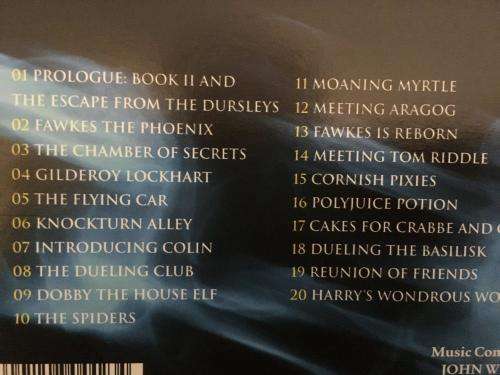 01 PROLOGUE: BOOK II AND
THE ESCAPE FROM THE DURSLEYS
02 FAWKES THE PHOENIX
03 THE CHAMBER OF SECRETS
04 GILDEROY LOCKHART
05 THE FLYING CAR
06 KNOCKTURN ALLEY
07 INTRODUCING COLIN
08 THE DUELING CLUB
09 DOBBY THE HOUSE ELF
10 THE SPIDERS
11 MOANING MYRTLE
12 MEETING ARAGOG
13 FAWKES IS REBORN
14 MEETING TOM RIDDLE
15 CORNISH PIXIES
16 POLYJUICE POTION
17 CAKES FOR CRABBE AND
18 DUELING THE BASILISK
19 REUNION OF FRIENDS
20 HARRY'S WONDROUS
Music
JOHN